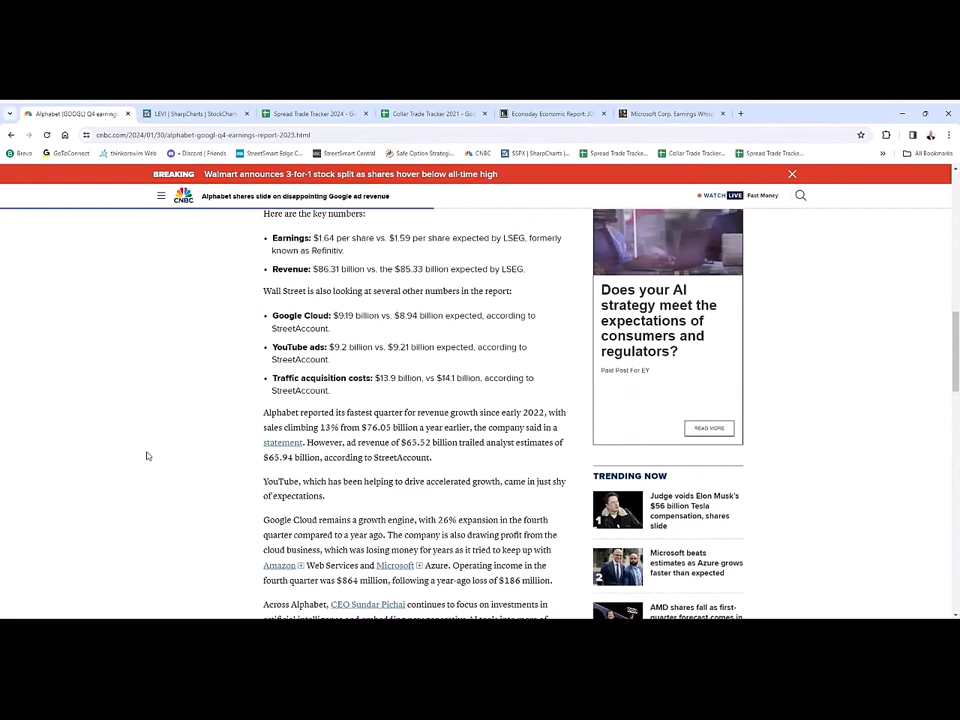 Alphabet (GOOGL) Q4 earnings
LEVI | SharpCharts | StockChart
Spread Trade Tracker 2024 - Go
Collar Trade Tracker 2021 - Goo
Econoday Economic Report: JO
Microsoft Corp. Earnings Whis
cnbc.com/2024/01/30/alphabet-googl-q4-earnings-report-2023.html
Brevo
GoToConnect
thinkorswim Web
• Discord | Friends
StreetSmart Edge C...
StreetSmart Central
Safe Option Strategi...
CNBC
$SPX | SharpCharts |...
Spread Trade Tracke...
Collar Trade Tracker...
Spread Trade Tracke...
All Bookmarks
BREAKING Walmart announces 3-for-1 stock split as shares hover below all-time high
CNBC
Alphabet shares slide on disappointing Google ad revenue
WATCH LIVE Fast Money
Here are the key numbers:
• Earnings: $1.64 per share vs. $1.59 per share expected by LSEG, formerly
known as Refinitiv.
• Revenue: $86.31 billion vs. the $85.33 billion expected by LSEG.
Wall Street is also looking at several other numbers in the report:
• Google Cloud: $9.19 billion vs. $8.94 billion expected, according to
StreetAccount.
• YouTube ads: $9.2 billion vs. $9.21 billion expected, according to
StreetAccount.
• Traffic acquisition costs: $13.9 billion, vs $14.1 billion, according to
StreetAccount.
Alphabet reported its fastest quarter for revenue growth since early 2022, with
sales climbing 13% from $76.05 billion a year earlier, the company said in a
statement. However, ad revenue of $65.52 billion trailed analyst estimates of
$65.94 billion, according to StreetAccount.
YouTube, which has been helping to drive accelerated growth, came in just shy
of expectations.
Google Cloud remains a growth engine, with 26% expansion in the fourth
quarter compared to a year ago. The company is also drawing profit from the
cloud business, which was losing money for years as it tried to keep up with
Amazon Web Services and Microsoft Azure. Operating income in the
fourth quarter was $864 million, following a year-ago loss of $186 million.
Across Alphabet, CEO Sundar Pichai continues to focus on investments in
Does your AI
strategy meet the
expectations of
consumers and
regulators?
Paid Post For EY
READ MORE
TRENDING NOW
1
Judge voids Elon Musk's
$56 billion Tesla
compensation, shares
slide
2
Microsoft beats
estimates as Azure grows
faster than expected
AMD shares fall as first-
quarter forecast comes in